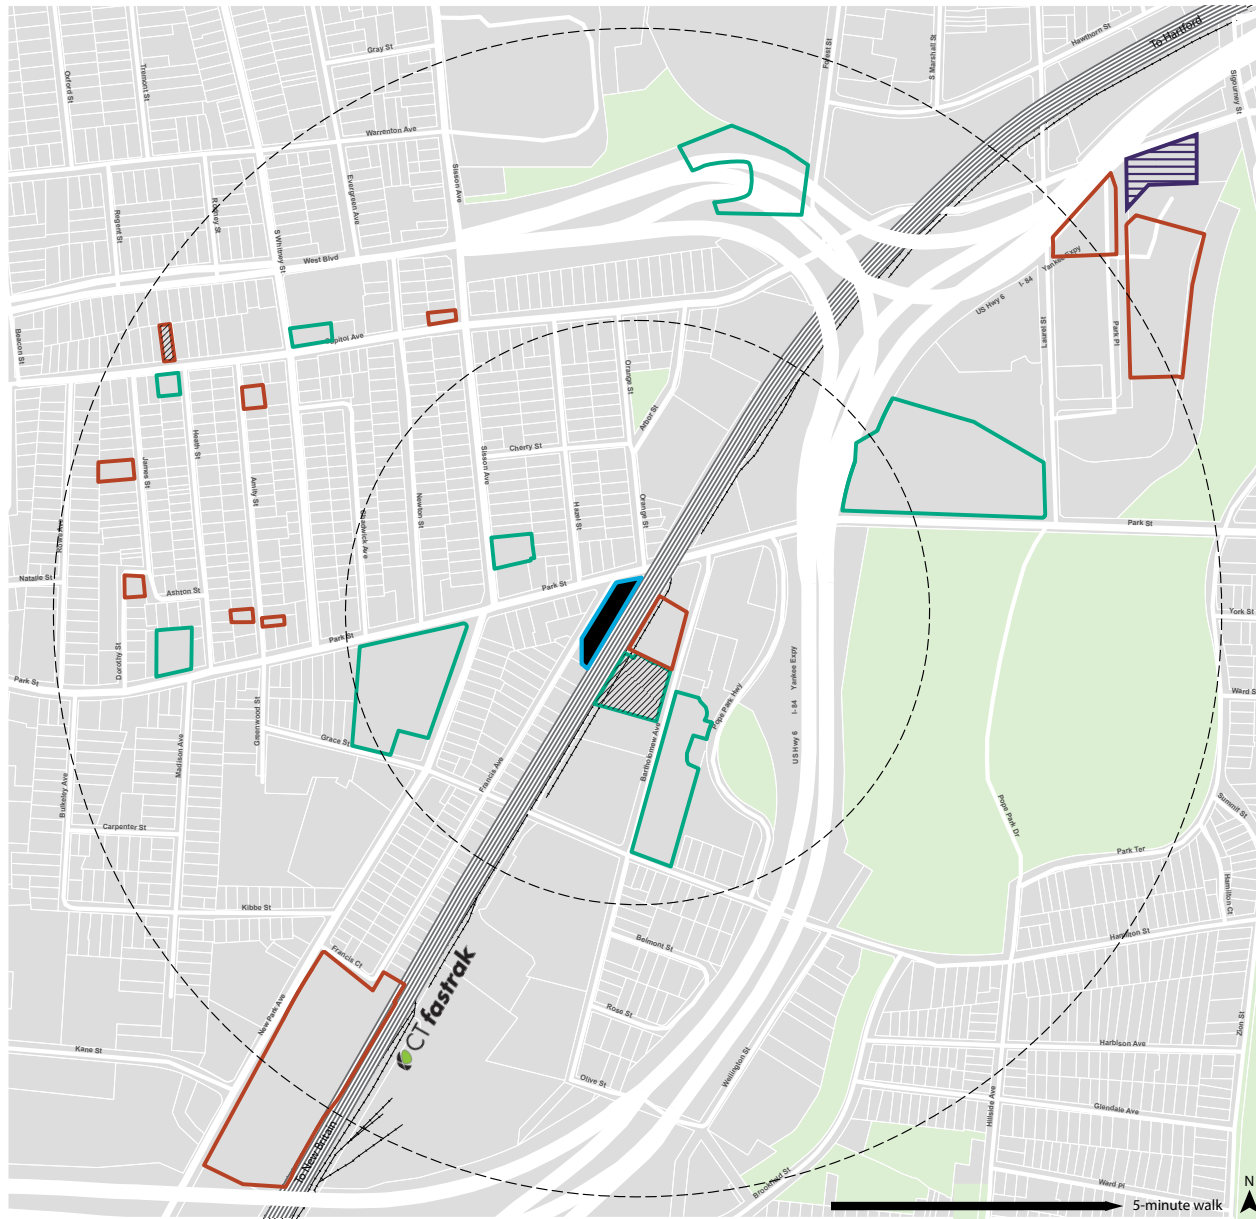 To Hartford
Hawthorn St
Forest St
S Marshall St
Sigourney St
Gray St
Oxford St
Tremont St
Warrenton Ave
Sisson Ave
Evergreen Ave
Rodney St
Regent St
S Whitney St
West Blvd
Beacon St
Capitol Ave
US Hwy 6
I- 84
Yankee Expy
Laurel St
Park Pl
Orange St
Arbor St
Cherry St
Heath St
James St
Amity St
Sisson Ave
Newton St
Hazel St
Orange St
Chadwick Ave
Rowe Ave
Park St
Natalie St
Ashton St
Park St
York St
Dorothy St
Park St
Park St
Ward S
Greenwood St
Grace St
Madison Ave
Bulkeley Ave
Francis Ave
Bartholomew Ave
Pope Park Hwy
US Hwy 6
I- 84
Yankee Expy
Pope Park Dr
Summit St
Carpenter St
Park Ter
Hamilton Ct
Kibbe St
Hamilton St
Belmont St
Francis Ct
New Park Ave
CTfastrak
Rose St
Zion St
Kane St
Harbison Ave
Wellington St
Olive St
Hillside Ave
Glendale Ave
To New Britain
Brookfield St
Ward Pl
N
5-minute walk